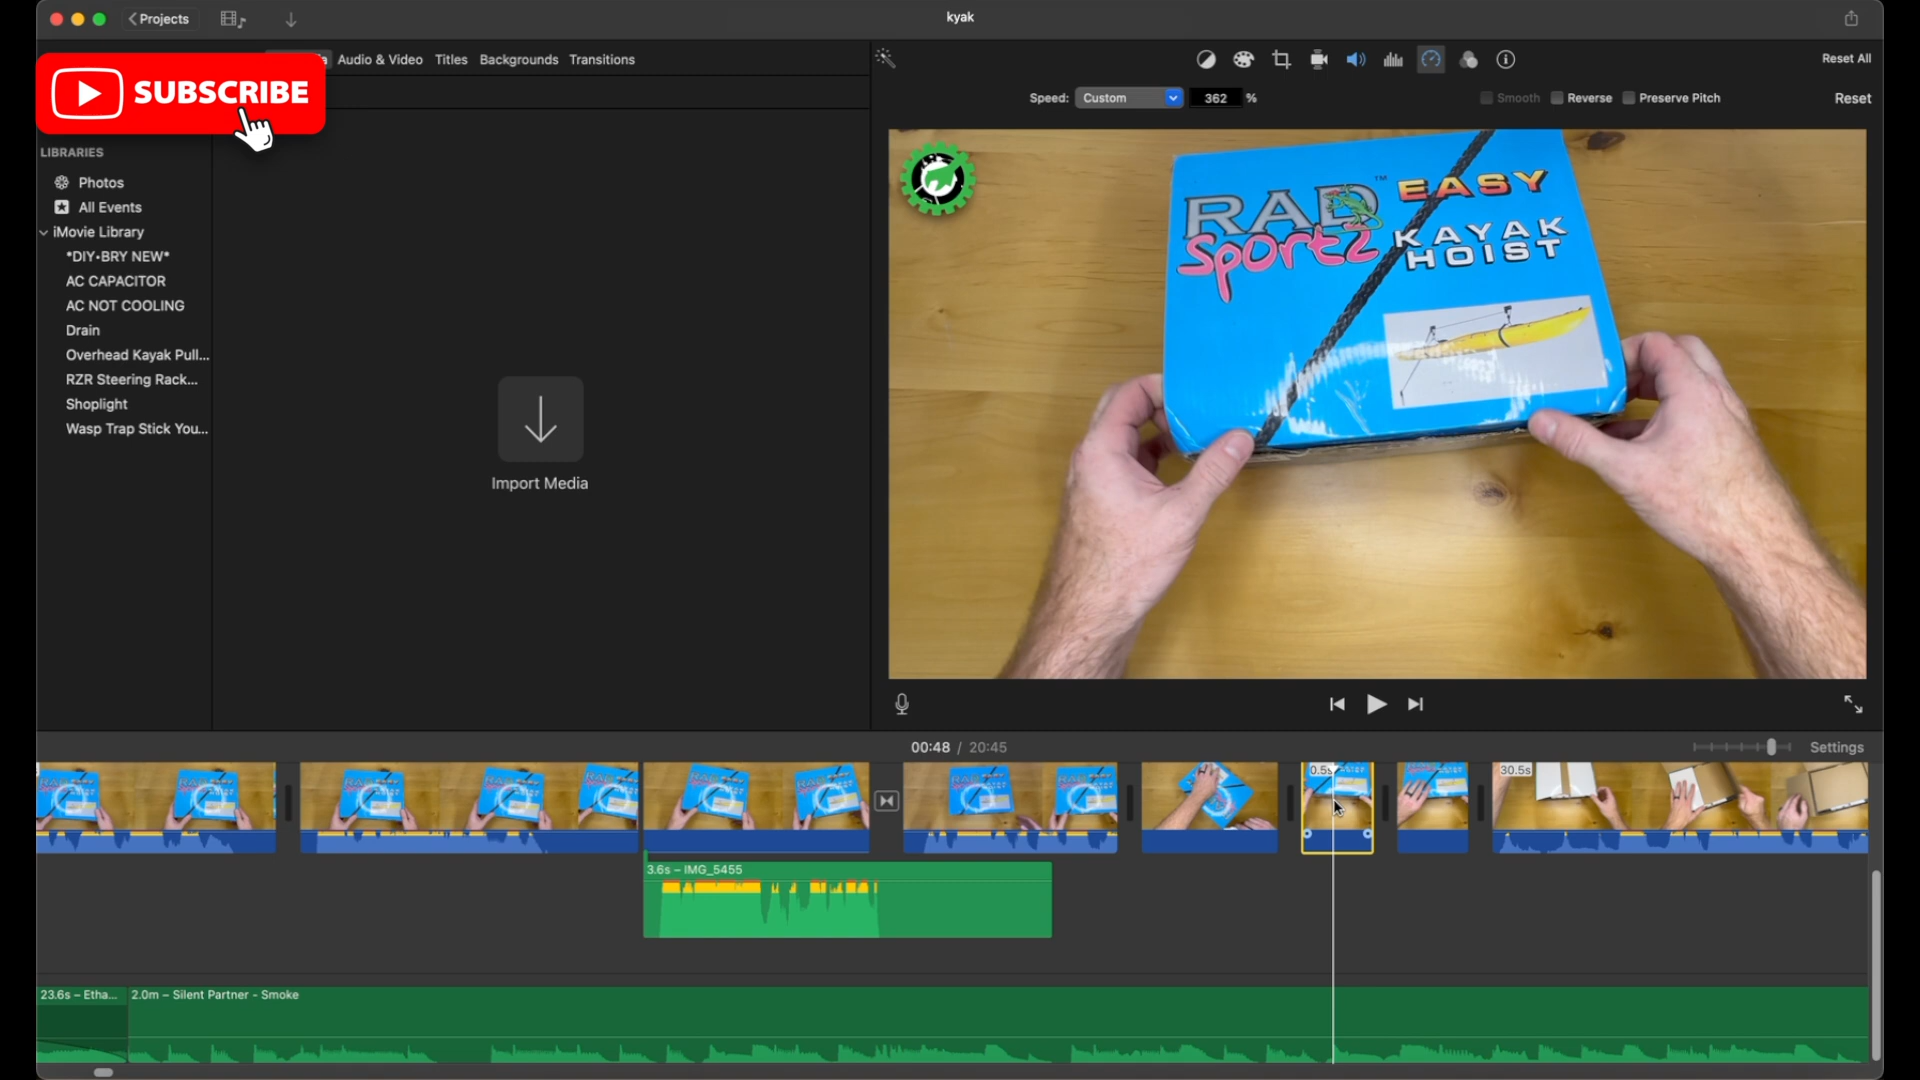 Projects
kyak
Audio & Video
Titles
Backgrounds
Transitions
Reset All
SUBSCRIBE
Speed:
Custom
362
%
Smooth
Reverse
Preserve Pitch
Reset
LIBRARIES
Photos
All Events
iMovie Library
*DIY•BRY NEW*
AC CAPACITOR
AC NOT COOLING
Drain
Overhead Kayak Pull...
RZR Steering Rack...
Shoplight
Wasp Trap Stick You...
Import Media
RAD™ EASY
Sportz KAYAK
HOIST
00:48 / 20:45
Settings
0.5s
30.5s
3.6s – IMG_5455
23.6s – Etha...
2.0m – Silent Partner - Smoke